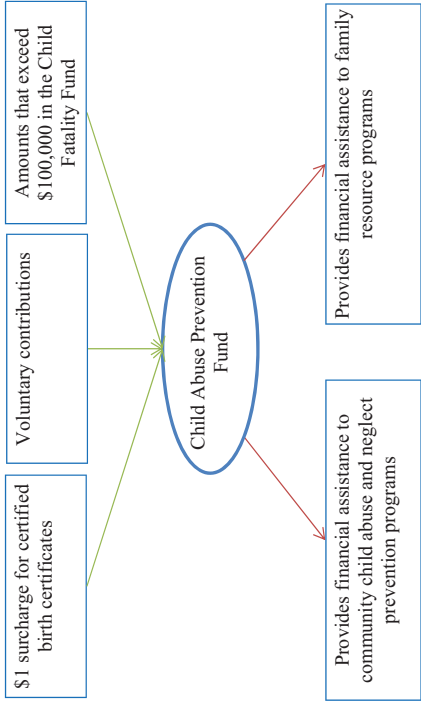 $1 surcharge for certified
birth certificates
Voluntary contributions
Amounts that exceed
$100,000 in the Child
Fatality Fund
Child Abuse Prevention
Fund
Provides financial assistance to
community child abuse and neglect
prevention programs
Provides financial assistance to family
resource programs